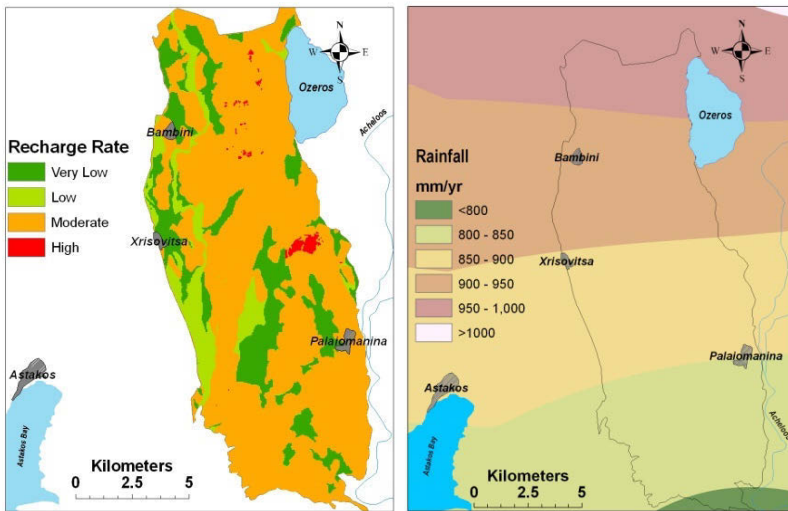 N
W E
S
Ozeros
Acheloos
Bambini
Recharge Rate
Very Low
Low
Moderate
High
Xrisovitsa
Palaiomanina
Astakos
Astakos Bay
Kilometers
0 2.5 5
N
W E
S
Ozeros
Rainfall
mm/yr
Bambini
<800
800 - 850
850 - 900
900 - 950
950 - 1,000
>1000
Xrisovitsa
Palaiomanina
Astakos
Acheloos
Astakos Bay
Kilometers
0 2.5 5